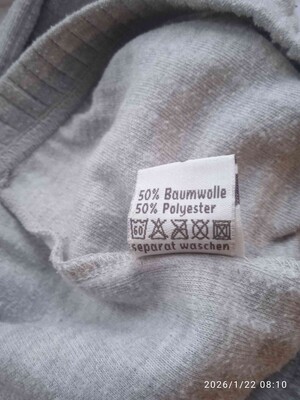 50% Baumwolle
50% Polyester
60
separat waschen
2026/1/22 08:10